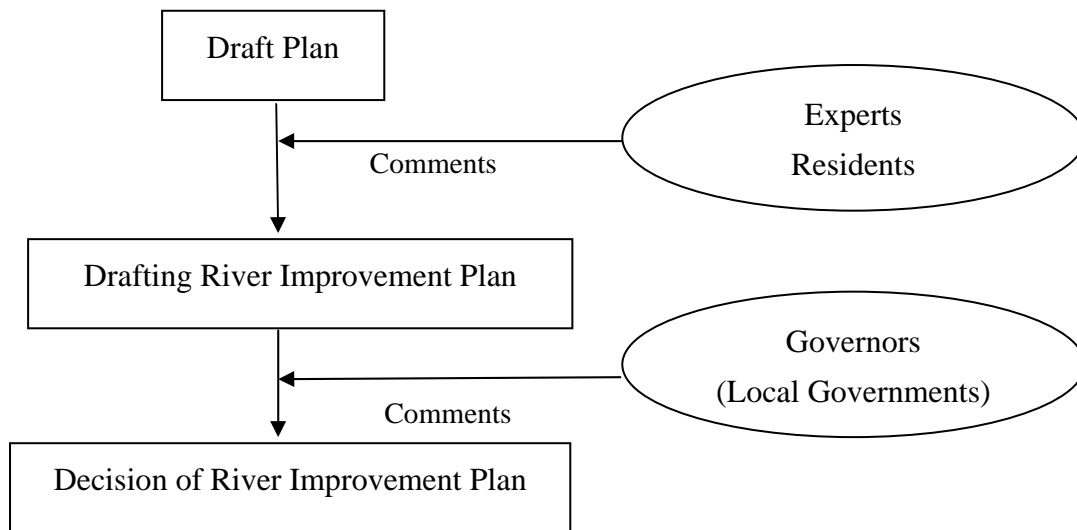 Draft Plan
Experts
Residents
Comments
Drafting River Improvement Plan
Governors
(Local Governments)
Comments
Decision of River Improvement Plan